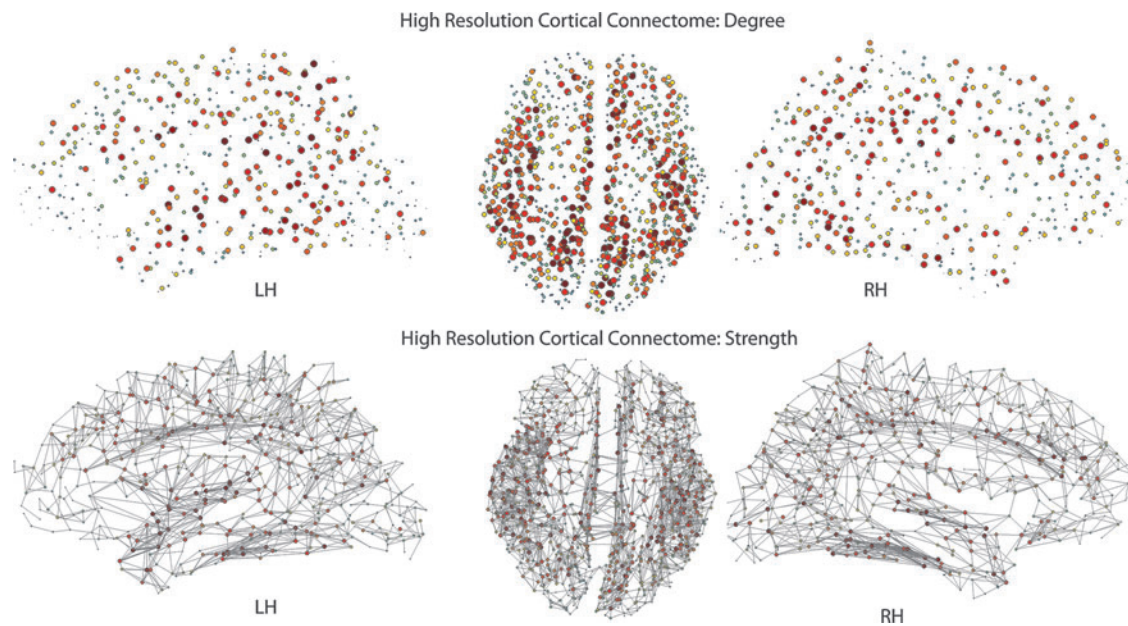 High Resolution Cortical Connectome: Degree
LH
RH
High Resolution Cortical Connectome: Strength
LH
RH